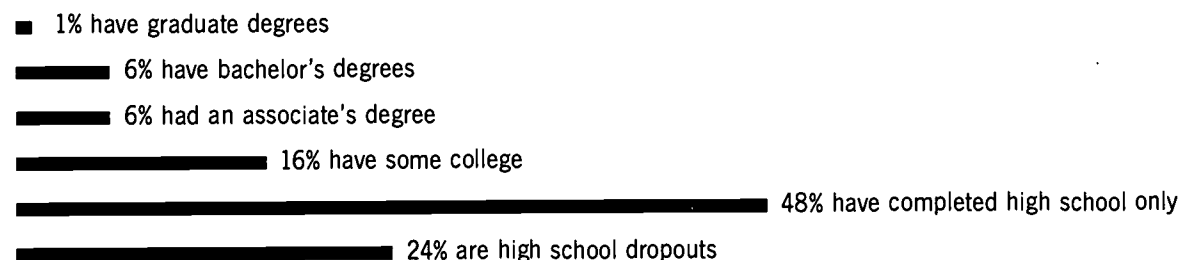 1% have graduate degrees
6% have bachelor's degrees
6% had an associate's degree
16% have some college
48% have completed high school only
24% are high school dropouts